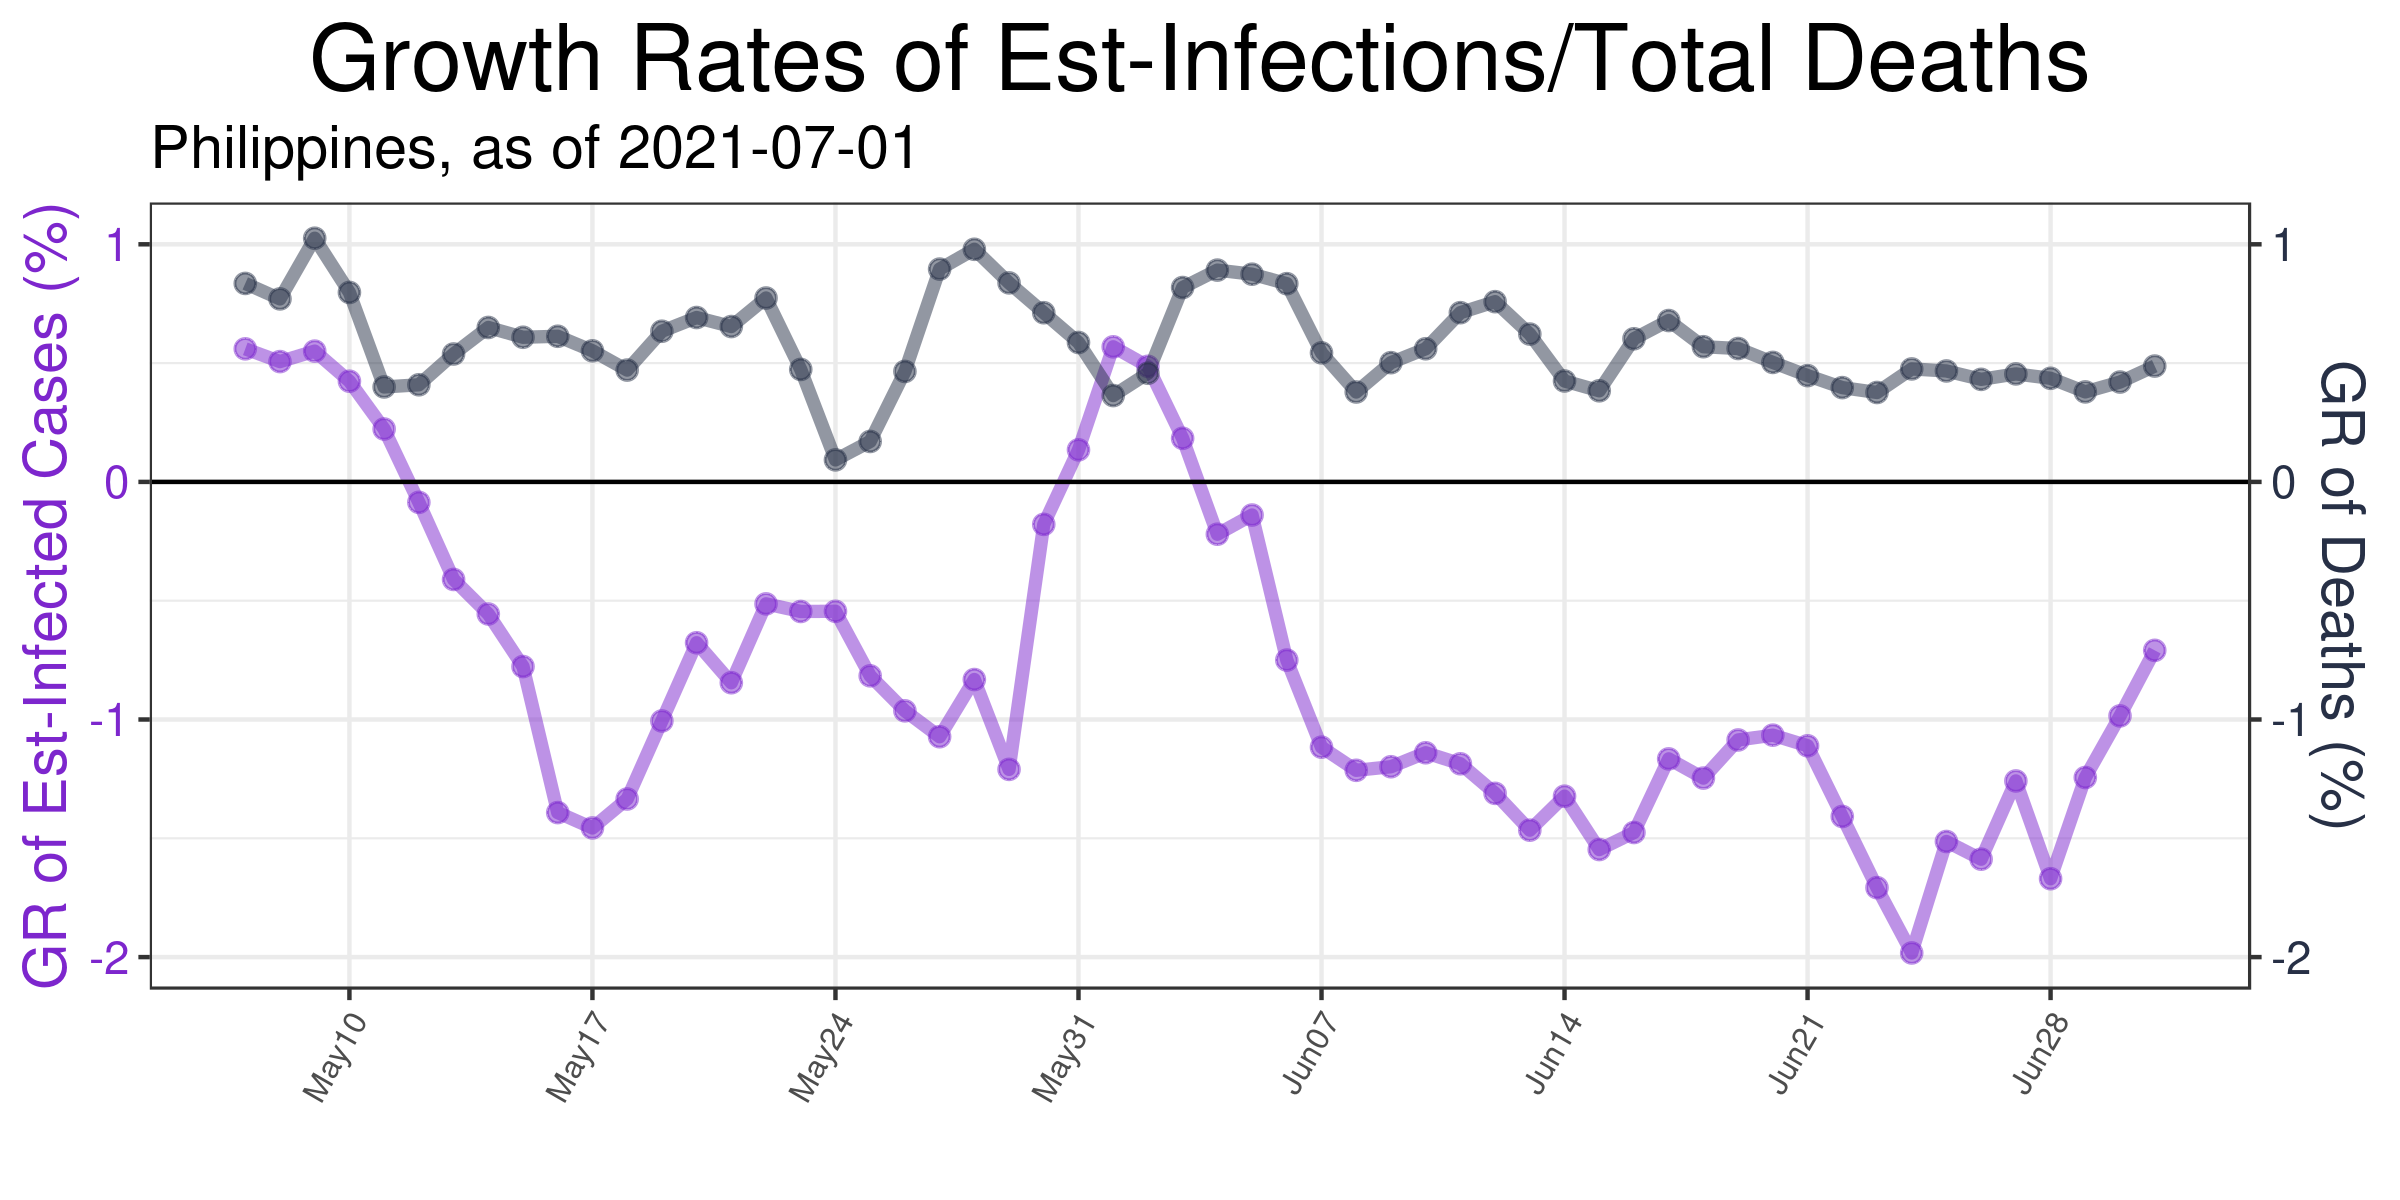 Growth Rates of Est-Infections/Total Deaths
Philippines, as of 2021-07-01
GR of Est-Infected Cases (%)
1
0
-1
-2
1
0
-1
-2
GR of Deaths (%)
May10
May17
May24
May31
Jun07
Jun14
Jun21
Jun28